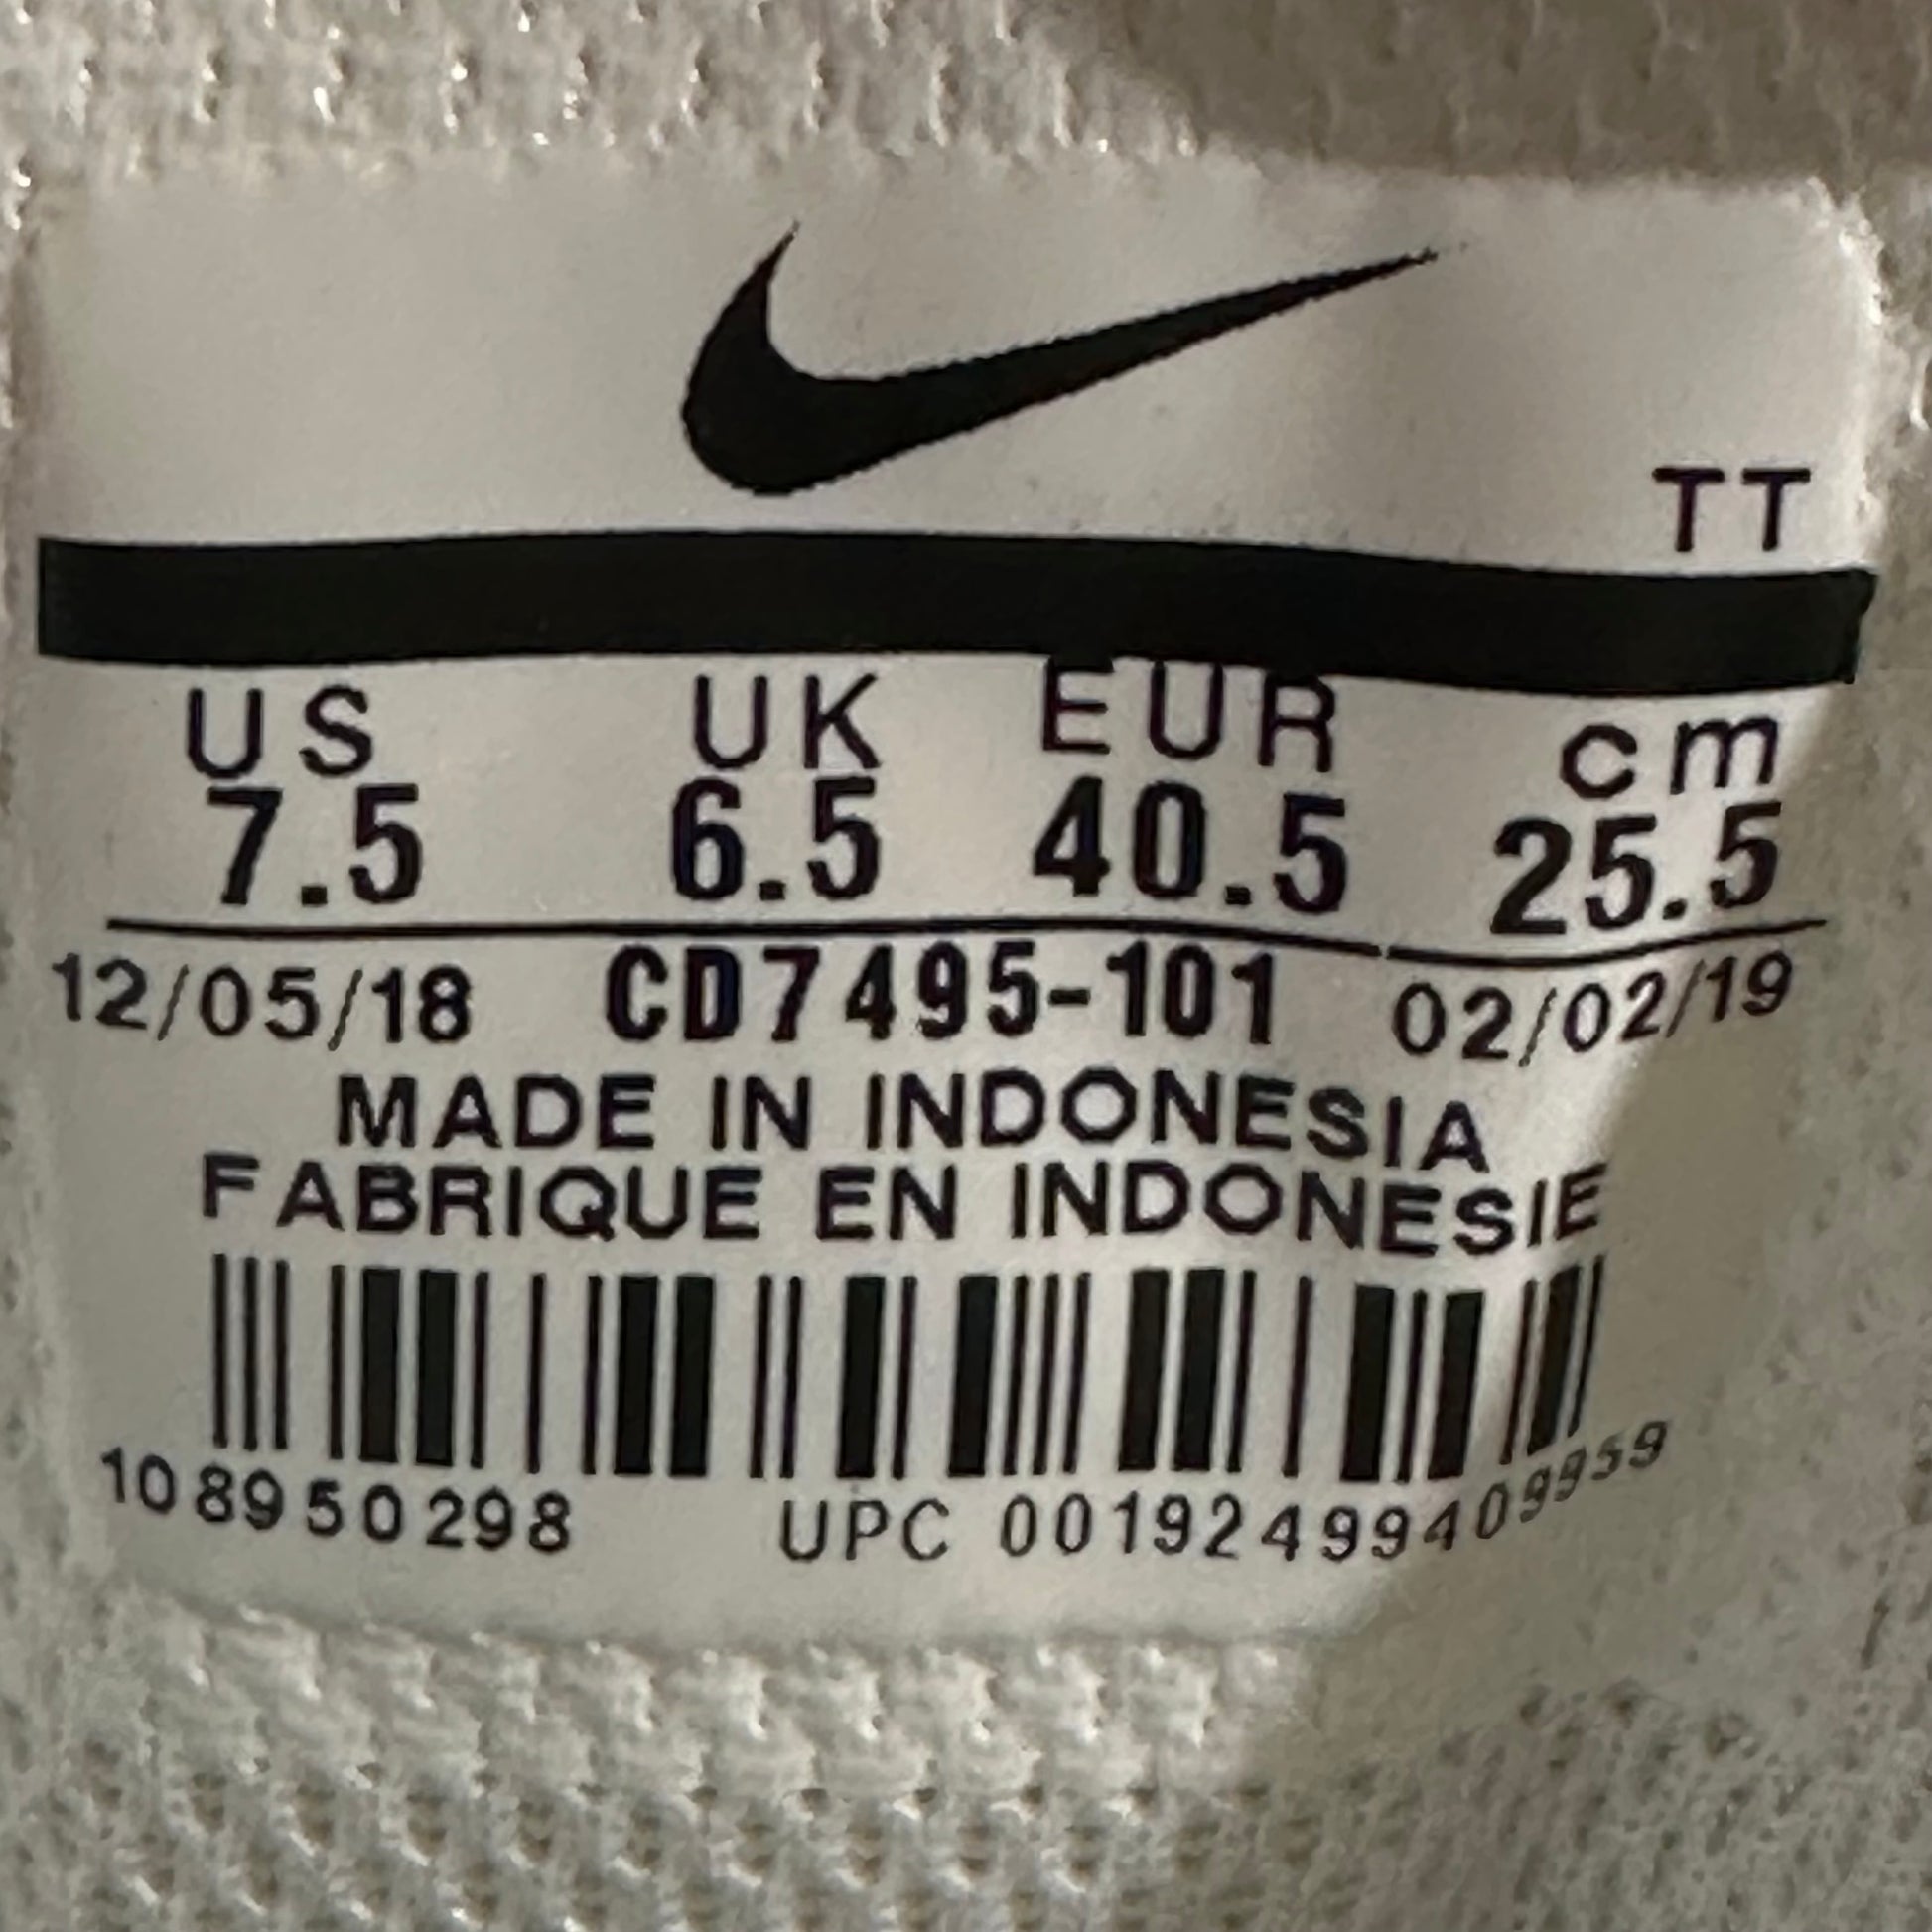 TT
US UK EUR cm
7.5 6.5 40.5 25.5
12/05/18 CD7495-101 02/02/19
MADE IN INDONESIA
FABRIQUE EN INDONESIE
108950298 UPC 00192499409959